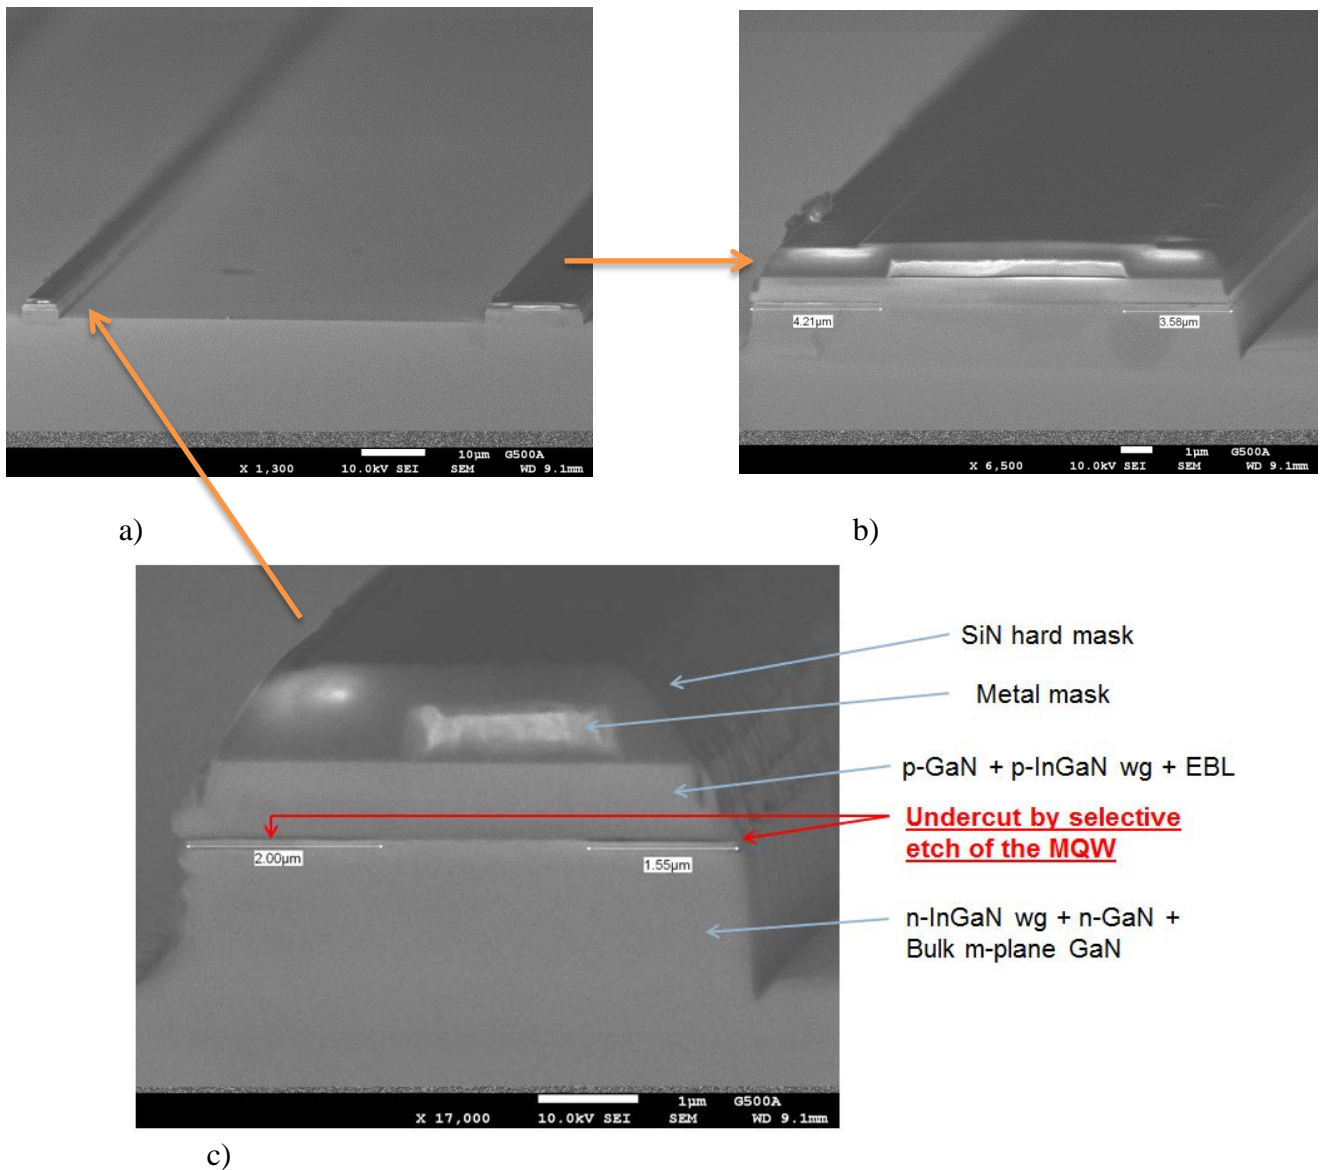 10μm G500A
X 1,300 10.0kV SEI SEM WD 9.1mm
a)
4.21μm
3.58μm
1μm G500A
X 6,500 10.0kV SEI SEM WD 9.1mm
b)
SiN hard mask
Metal mask
p-GaN + p-InGaN wg + EBL
Undercut by selective
etch of the MQW
2.00μm
1.55μm
n-InGaN wg + n-GaN +
Bulk m-plane GaN
1μm G500A
X 17,000 10.0kV SEI SEM WD 9.1mm
c)